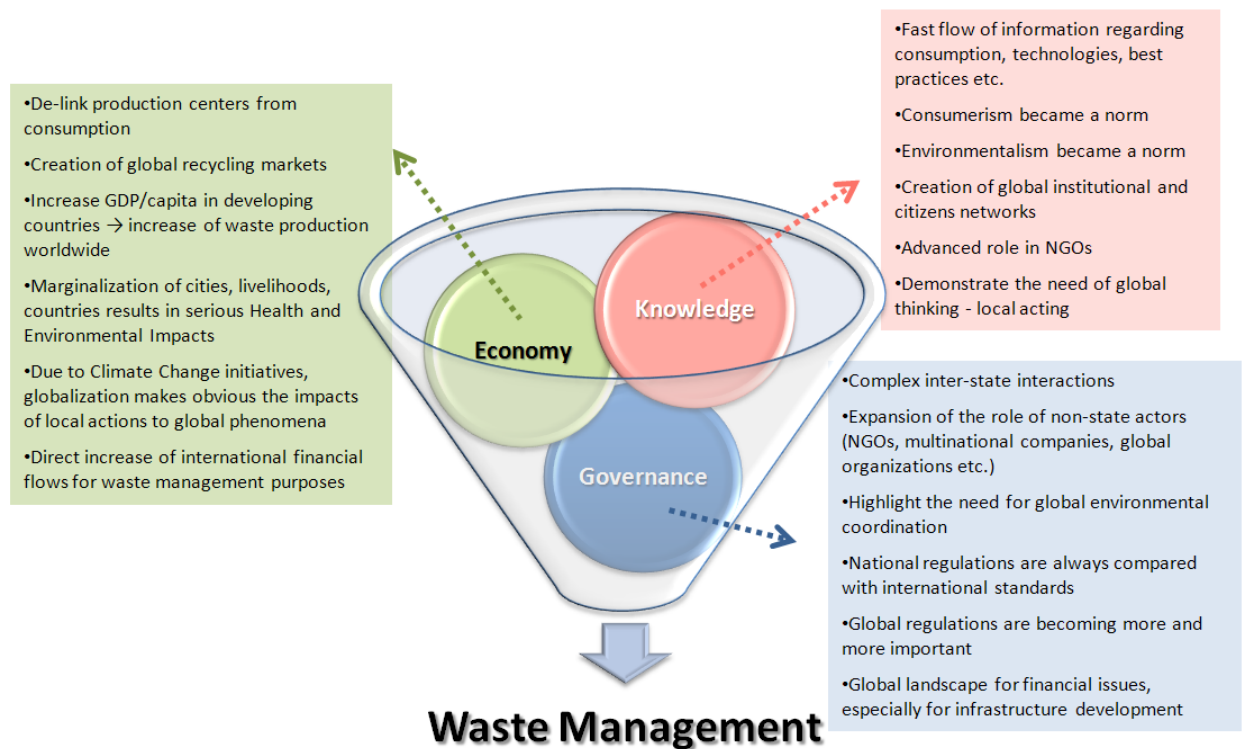 •De-link production centers from
consumption
•Creation of global recycling markets
•Increase GDP/capita in developing
countries → increase of waste production
worldwide
•Marginalization of cities, livelihoods,
countries results in serious Health and
Environmental Impacts
•Due to Climate Change initiatives,
globalization makes obvious the impacts
of local actions to global phenomena
•Direct increase of international financial
flows for waste management purposes
•Fast flow of information regarding
consumption, technologies, best
practices etc.
•Consumerism became a norm
•Environmentalism became a norm
•Creation of global institutional and
citizens networks
•Advanced role in NGOs
•Demonstrate the need of global
thinking - local acting
Knowledge
Economy
Governance
•Complex inter-state interactions
•Expansion of the role of non-state actors
(NGOs, multinational companies, global
organizations etc.)
•Highlight the need for global environmental
coordination
•National regulations are always compared
with international standards
•Global regulations are becoming more and
more important
•Global landscape for financial issues,
especially for infrastructure development
Waste Management